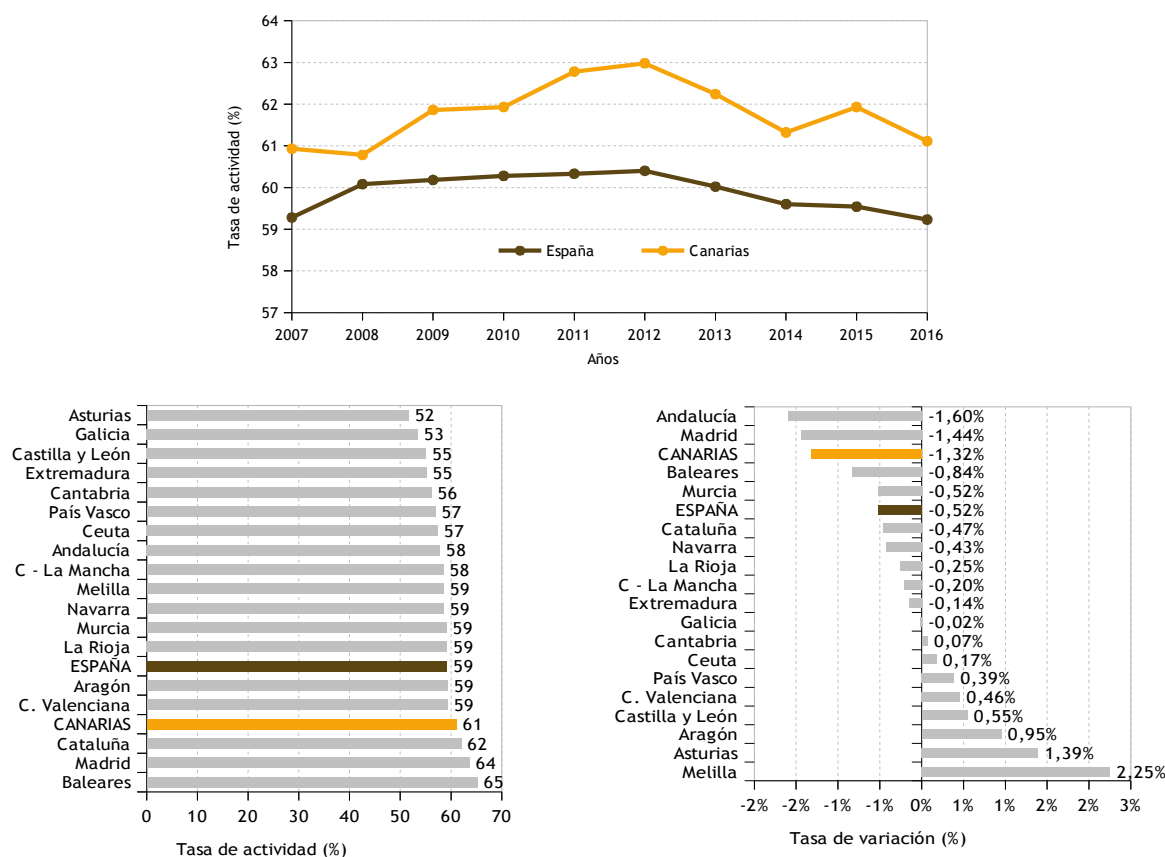 64
63
62
61
60
59
58
57
Tasa de actividad (%)
España
Canarias
2007 2008 2009 2010 2011 2012 2013 2014 2015 2016
Años
Asturias 52
Galicia 53
Castilla y León 55
Extremadura 55
Cantabria 56
País Vasco 57
Ceuta 57
Andalucía 58
C - La Mancha 58
Melilla 59
Navarra 59
Murcia 59
La Rioja 59
ESPAÑA 59
Aragón 59
C. Valenciana 59
CANARIAS 61
Cataluña 62
Madrid 64
Baleares 65
0 10 20 30 40 50 60 70
Tasa de actividad (%)
Andalucía -1,60%
Madrid -1,44%
CANARIAS -1,32%
Baleares -0,84%
Murcia -0,52%
ESPAÑA -0,52%
Cataluña -0,47%
Navarra -0,43%
La Rioja -0,25%
C - La Mancha -0,20%
Extremadura -0,14%
Galicia -0,02%
Cantabria 0,07%
Ceuta 0,17%
País Vasco 0,39%
C. Valenciana 0,46%
Castilla y León 0,55%
Aragón 0,95%
Asturias 1,39%
Melilla 2,25%
-2% -2% -1% -1% 0% 1% 1% 2% 2% 3%
Tasa de variación (%)